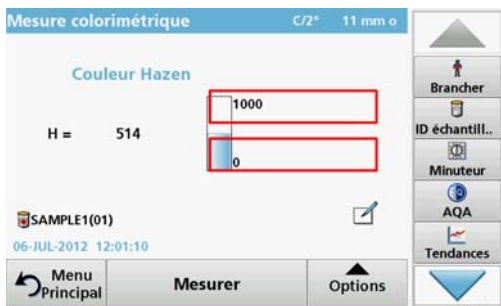 Mesure colorimétrique C/2° 11 mm o
Couleur Hazen
1000
H = 514
0
SAMPLE1(01)
06-JUL-2012 12:01:10
Menu
Principal
Mesurer
Options
Brancher
ID échantill..
Minuteur
AQA
Tendances